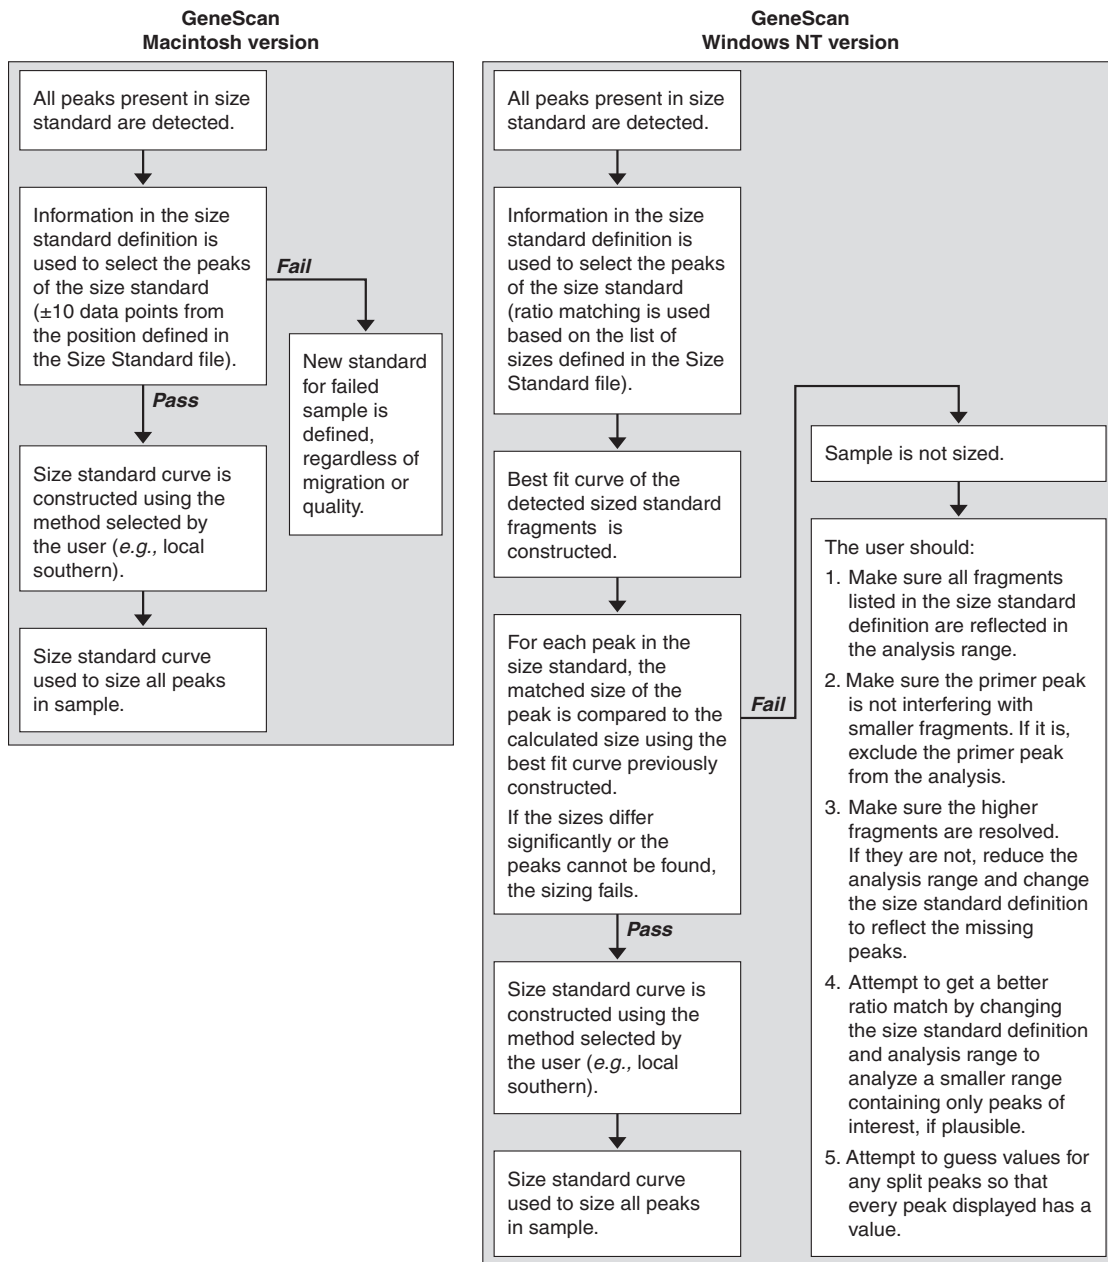 GeneScan
Macintosh version
All peaks present in size
standard are detected.
Information in the size
standard definition is
used to select the peaks
of the size standard
(±10 data points from
the position defined in
the Size Standard file).
Fail
New standard
for failed
sample is
defined,
regardless of
migration or
quality.
Pass
Size standard curve is
constructed using the
method selected by
the user (e.g., local
southern).
Size standard curve
used to size all peaks
in sample.
GeneScan
Windows NT version
All peaks present in size
standard are detected.
Information in the size
standard definition is
used to select the peaks
of the size standard
(ratio matching is used
based on the list of
sizes defined in the Size
Standard file).
Best fit curve of the
detected sized standard
fragments is
constructed.
For each peak in the
size standard, the
matched size of the
peak is compared to the
calculated size using the
best fit curve previously
constructed.
If the sizes differ
significantly or the
peaks cannot be found,
the sizing fails.
Fail
Pass
Size standard curve is
constructed using the
method selected by
the user (e.g., local
southern).
Size standard curve
used to size all peaks
in sample.
Sample is not sized.
The user should:
1. Make sure all fragments
listed in the size standard
definition are reflected in
the analysis range.
2. Make sure the primer peak
is not interfering with
smaller fragments. If it is,
exclude the primer peak
from the analysis.
3. Make sure the higher
fragments are resolved.
If they are not, reduce the
analysis range and change
the size standard definition
to reflect the missing
peaks.
4. Attempt to get a better
ratio match by changing
the size standard definition
and analysis range to
analyze a smaller range
containing only peaks of
interest, if plausible.
5. Attempt to guess values for
any split peaks so that
every peak displayed has a
value.